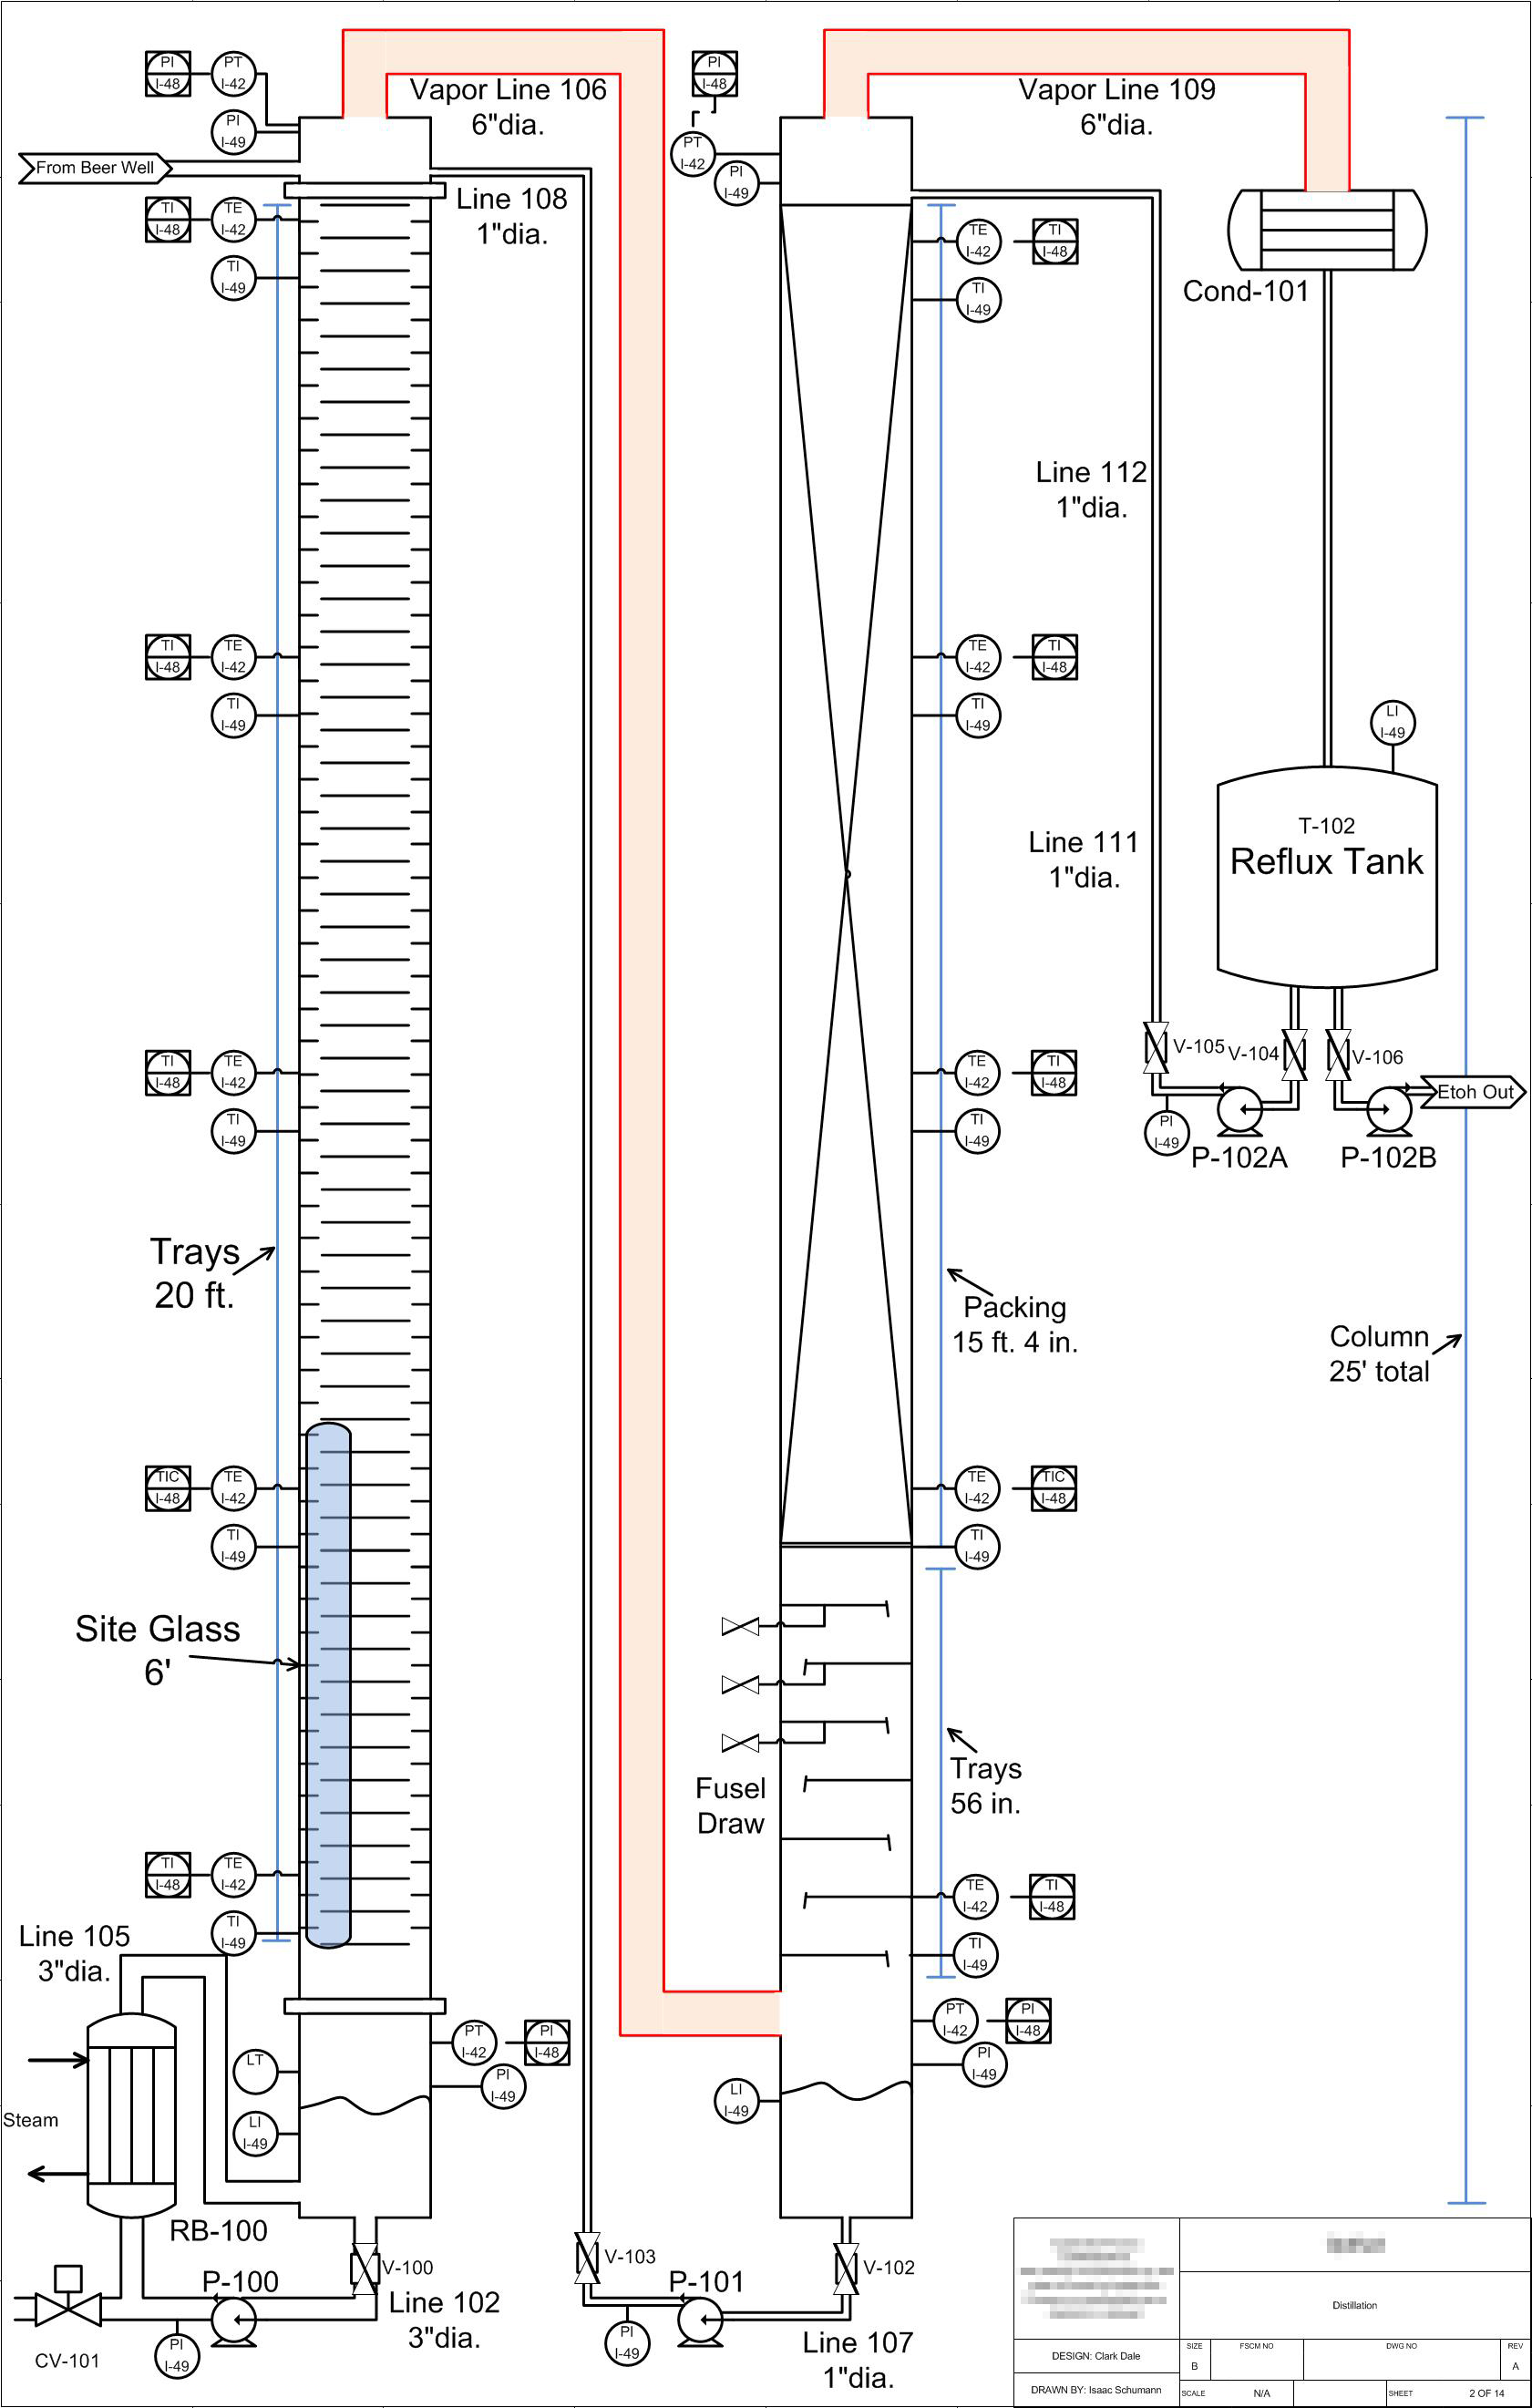 PI
I-48
PT
I-42
PI
I-49
From Beer Well
Vapor Line 106
6"dia.
PI
I-48
PT
I-42
PI
I-49
Vapor Line 109
6"dia.
Line 108
1"dia.
TI
I-48
TE
I-42
TI
I-49
TE
I-42
TI
I-48
TI
I-49
Cond-101
Line 112
1"dia.
TI
I-48
TE
I-42
TI
I-49
TE
I-42
TI
I-48
TI
I-49
LI
I-49
T-102
Reflux Tank
Line 111
1"dia.
TI
I-48
TE
I-42
TI
I-49
TE
I-42
TI
I-48
TI
I-49
V-105
V-104
V-106
Etoh Out
PI
I-49
P-102A
P-102B
Trays
20 ft.
Packing
15 ft. 4 in.
Column
25' total
TIC
I-48
TE
I-42
TI
I-49
TE
I-42
TIC
I-48
TI
I-49
Site Glass
6'
Fusel
Draw
Trays
56 in.
TI
I-48
TE
I-42
TI
I-49
TE
I-42
TI
I-48
TI
I-49
Line 105
3"dia.
PT
I-42
PI
I-48
PI
I-49
LT
LI
I-49
PT
I-42
PI
I-48
PI
I-49
LI
I-49
Steam
RB-100
V-100
P-100
Line 102
3"dia.
CV-101
PI
I-49
V-103
P-101
V-102
PI
I-49
Line 107
1"dia.
Distillation
DESIGN: Clark Dale
DRAWN BY: Isaac Schumann
SIZE
B
FSCM NO
DWG NO
REV
A
SCALE
N/A
SHEET
2 OF 14